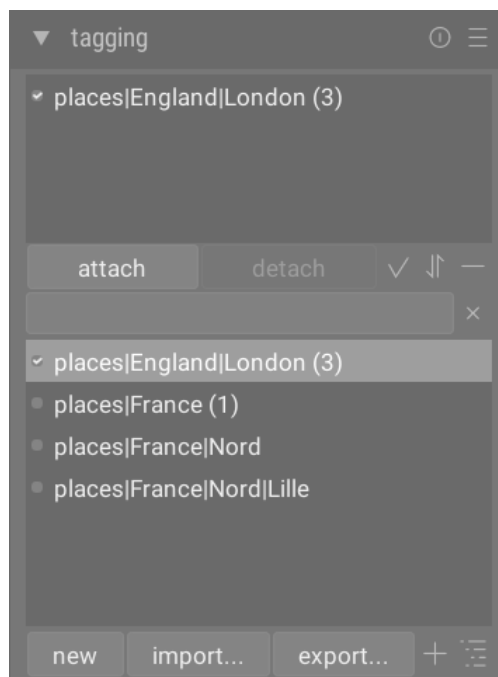 tagging
places|England|London (3)
attach detach
places|England|London (3)
places|France (1)
places|France|Nord
places|France|Nord|Lille
new import... export...